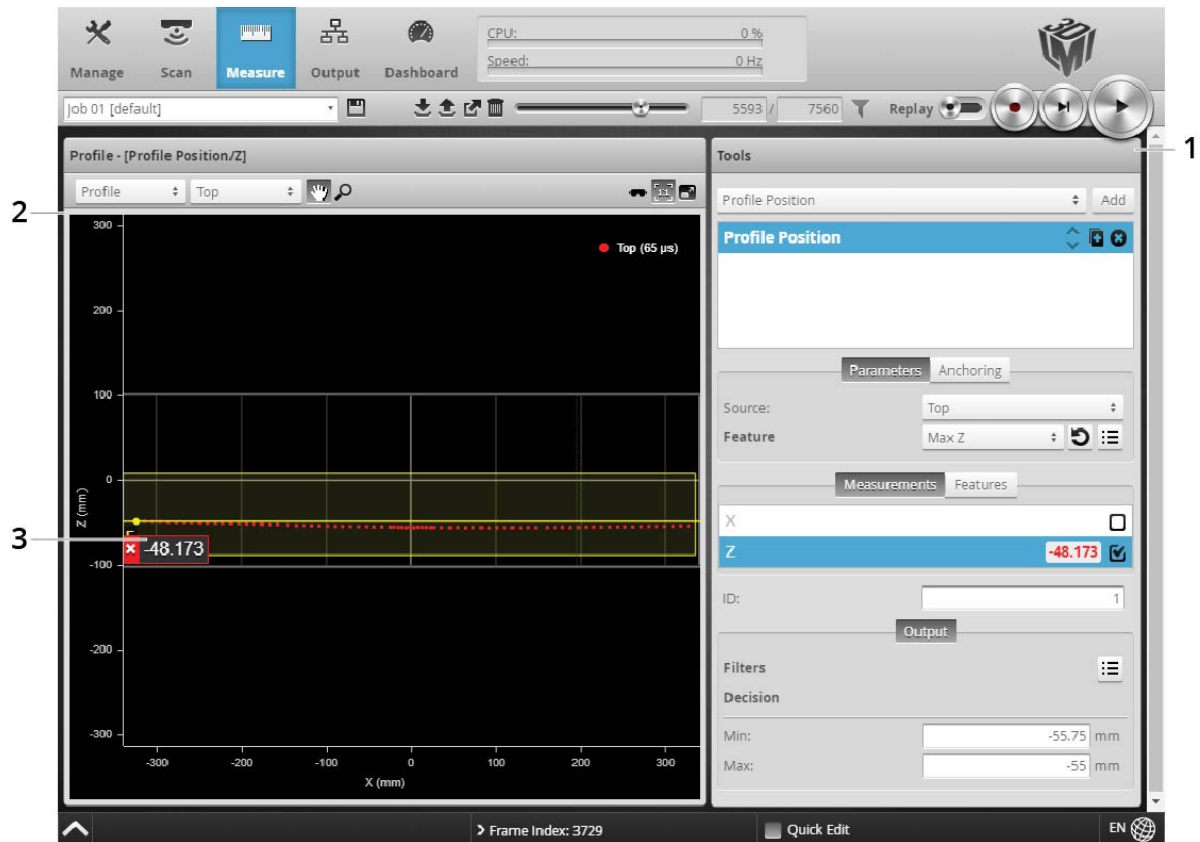 CPU: 0 %
Speed: 0 Hz
Manage Scan Measure Output Dashboard
3D
LMI
Job 01 [default]
5593 / 7560 Replay
1
Profile - [Profile Position/Z]
Profile Top
1:1
2
300
200
100
0
-100
-200
-300
Z (mm)
Top (65 µs)
3
-48.173
-300 -200 -100 0 100 200 300
X (mm)
Tools
Profile Position Add
Profile Position
Parameters Anchoring
Source: Top
Feature Max Z
Measurements Features
X
Z -48.173
ID: 1
Output
Filters
Decision
Min: -55.75 mm
Max: -55 mm
Frame Index: 3729
Quick Edit
EN